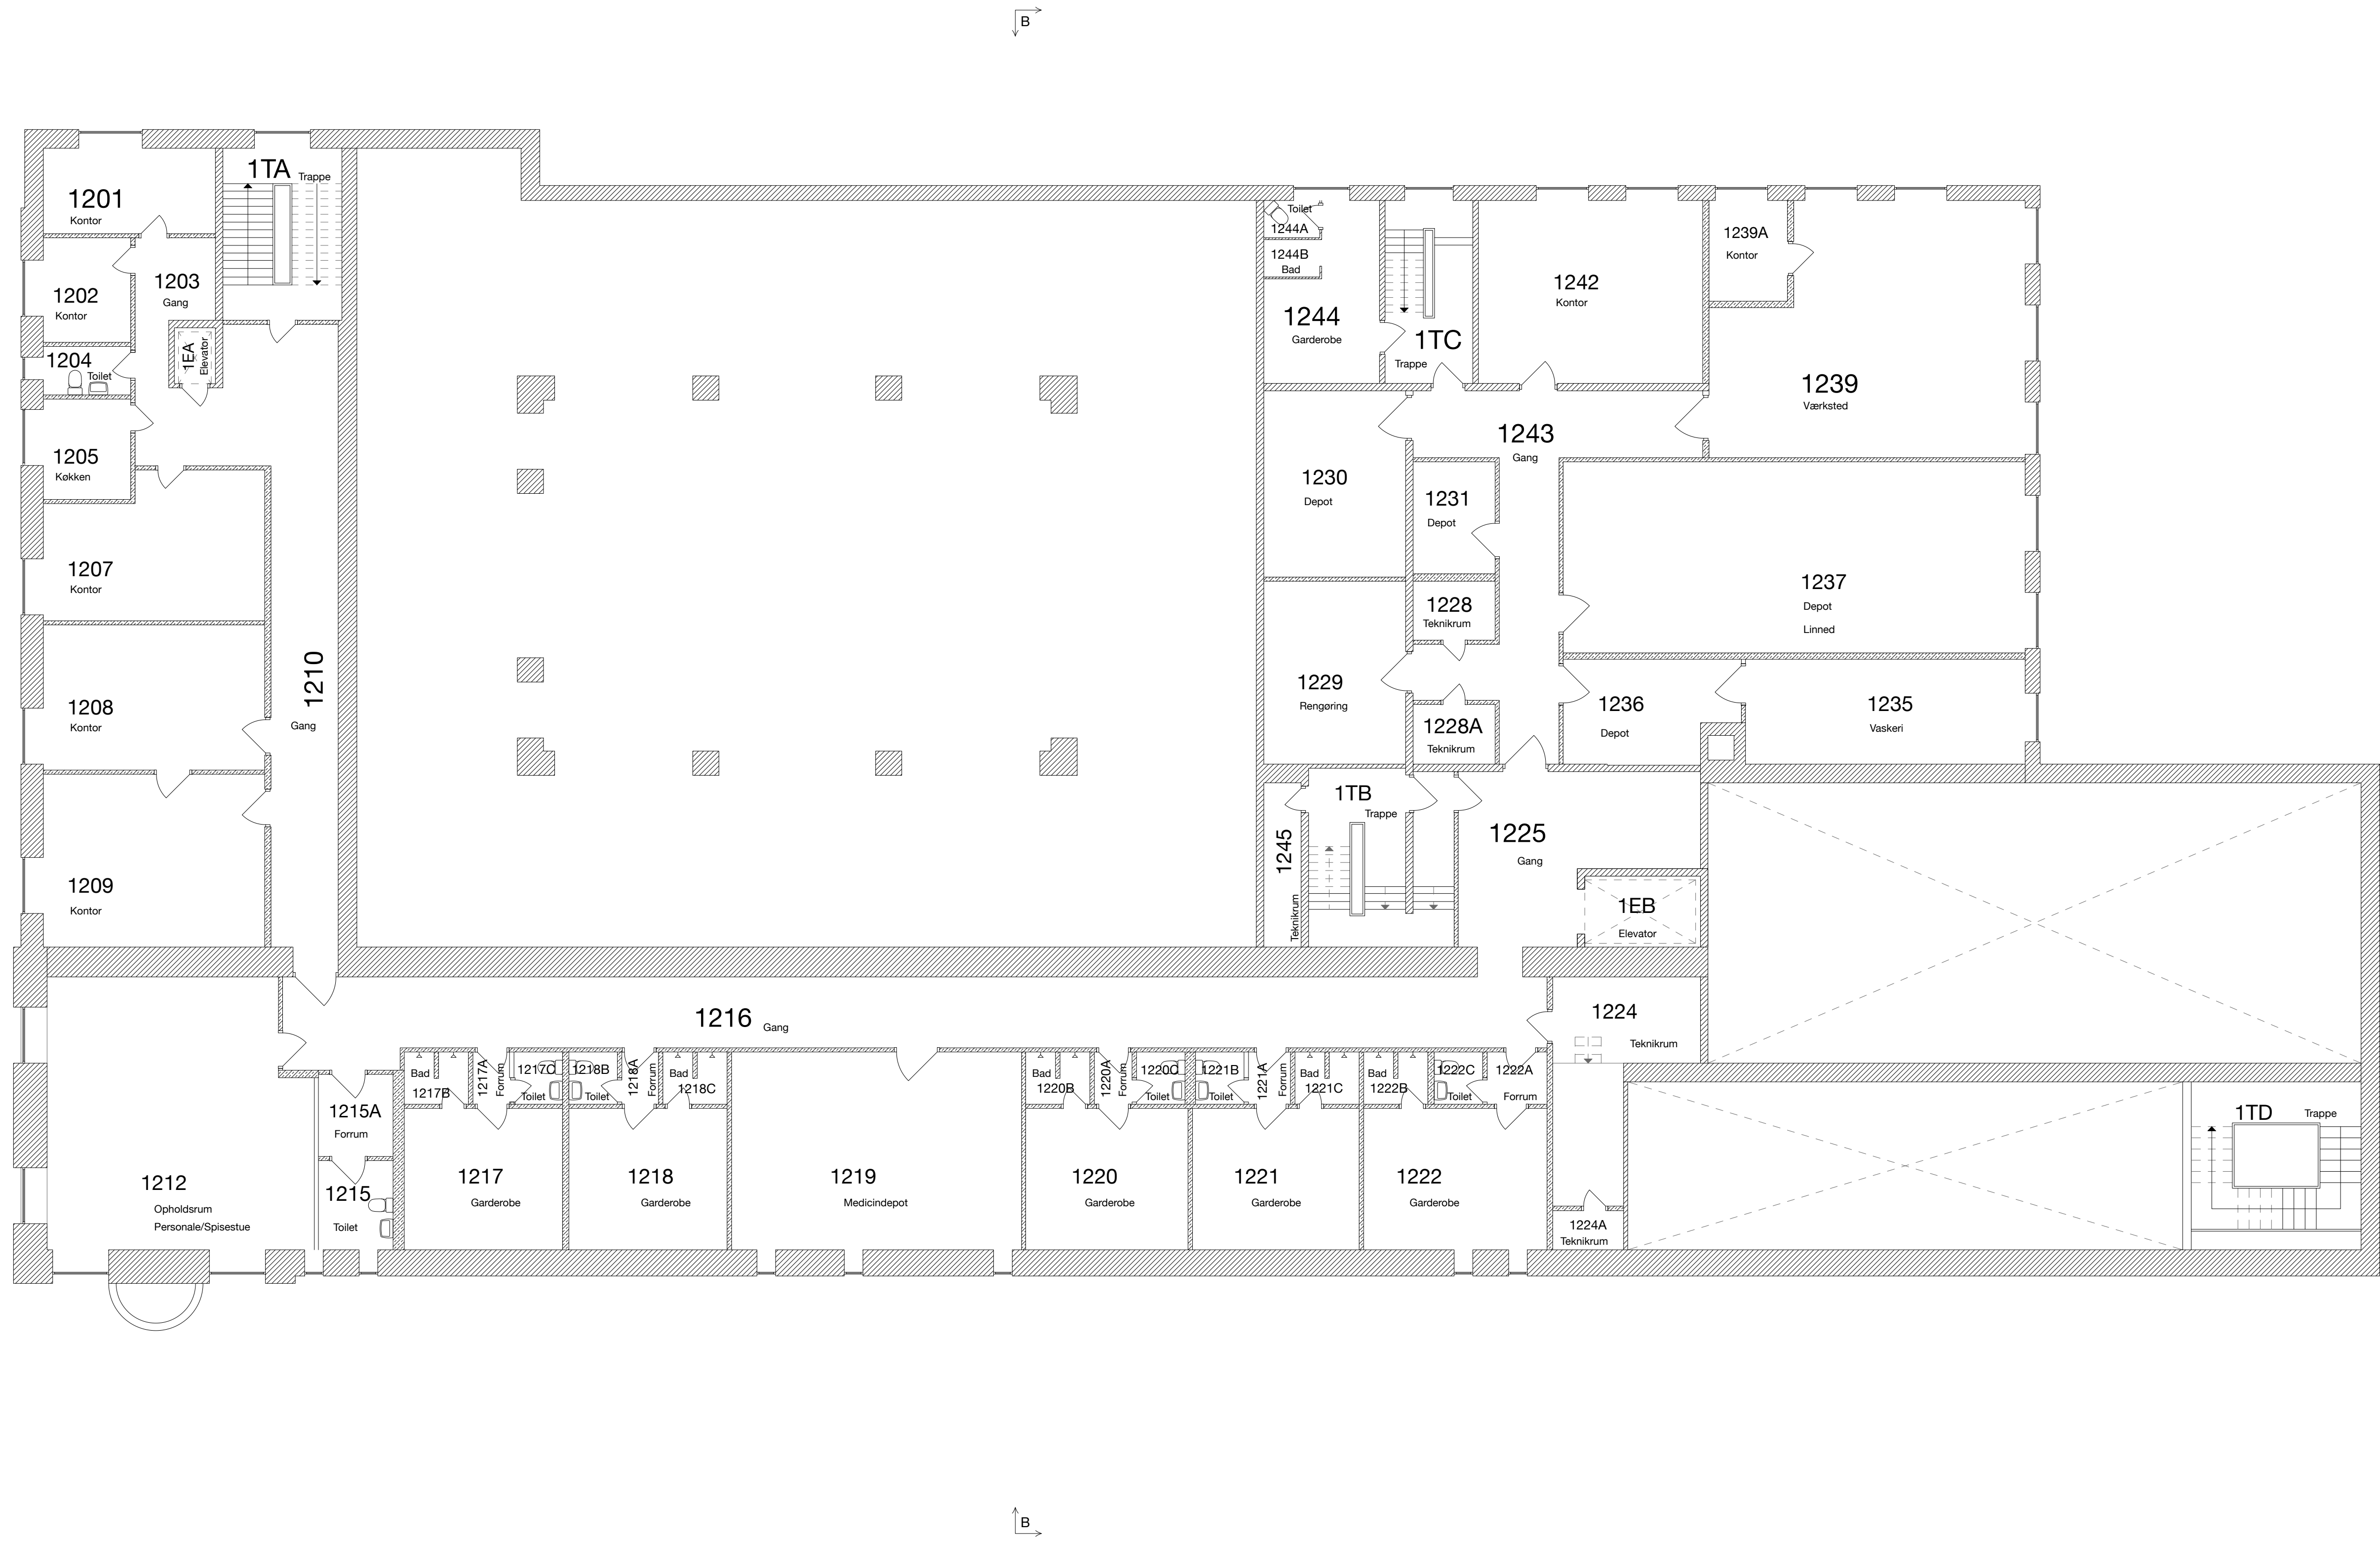 B
1TA
Trappe
1201
Kontor
1202
Kontor
1203
Gang
1204
Toilet
1EA
Elevator
1205
Køkken
1207
Kontor
1208
Kontor
1209
Kontor
1210
Gang
Toilet
1244A
1244B
Bad
1244
Garderobe
1TC
Trappe
1242
Kontor
1239A
Kontor
1239
Værksted
1243
Gang
1230
Depot
1231
Depot
1228
Teknikrum
1229
Rengøring
1228A
Teknikrum
1237
Depot
Linned
1236
Depot
1235
Vaskeri
1TB
Trappe
1245
Teknikrum
1225
Gang
1EB
Elevator
1216
Gang
1224
Teknikrum
1224A
Teknikrum
1212
Opholdsrum
Personale/Spisestue
1215A
Forrum
1215
Toilet
Bad
1217B
1217A
Forrum
1217C
Toilet
1217
Garderobe
1218B
Toilet
1218A
Forrum
Bad
1218C
1218
Garderobe
1219
Medicindepot
Bad
1220B
1220A
Forrum
1220C
Toilet
1220
Garderobe
1221B
Toilet
1221A
Forrum
Bad
1221C
1221
Garderobe
Bad
1222B
1222C
Toilet
1222A
Forrum
1222
Garderobe
1TD
Trappe
B